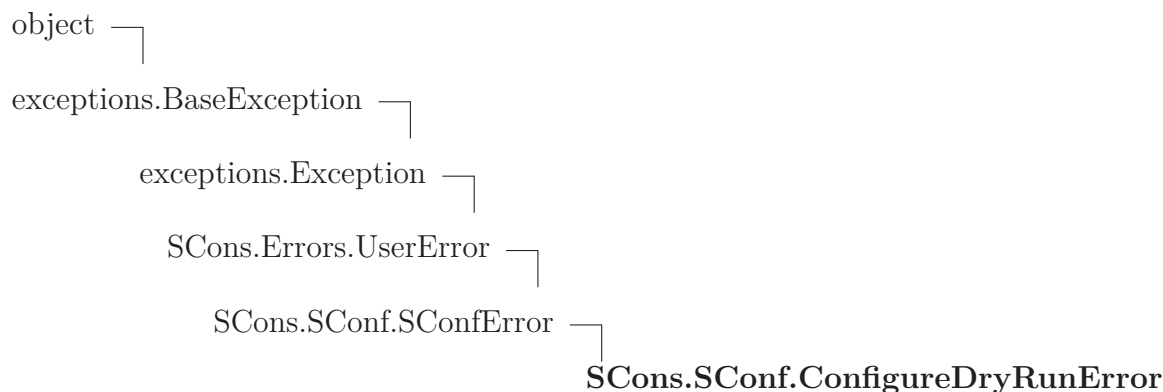 object
exceptions.BaseException
exceptions.Exception
SCons.Errors.UserError
SCons.SConf.SConfError
SCons.SConf.ConfigureDryRunError